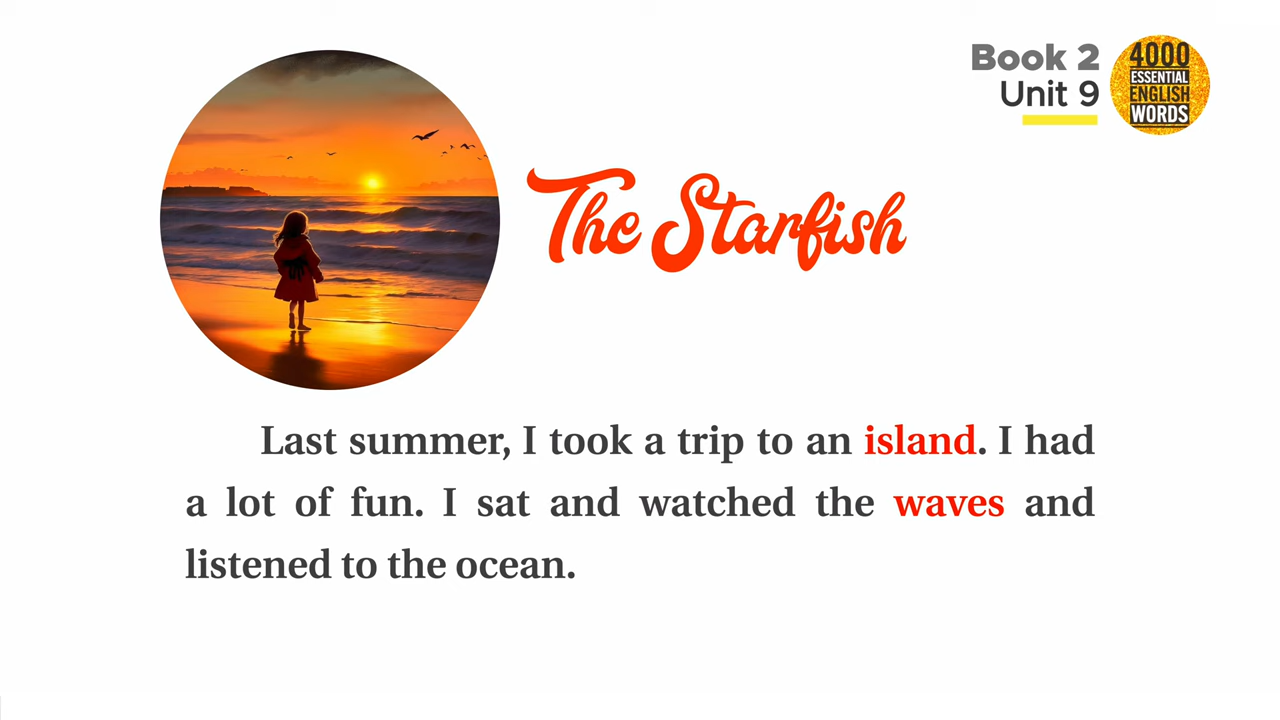 Book 2
Unit 9
4000
ESSENTIAL
ENGLISH
WORDS
The Starfish
Last summer, I took a trip to an island. I had
a lot of fun. I sat and watched the waves and
listened to the ocean.